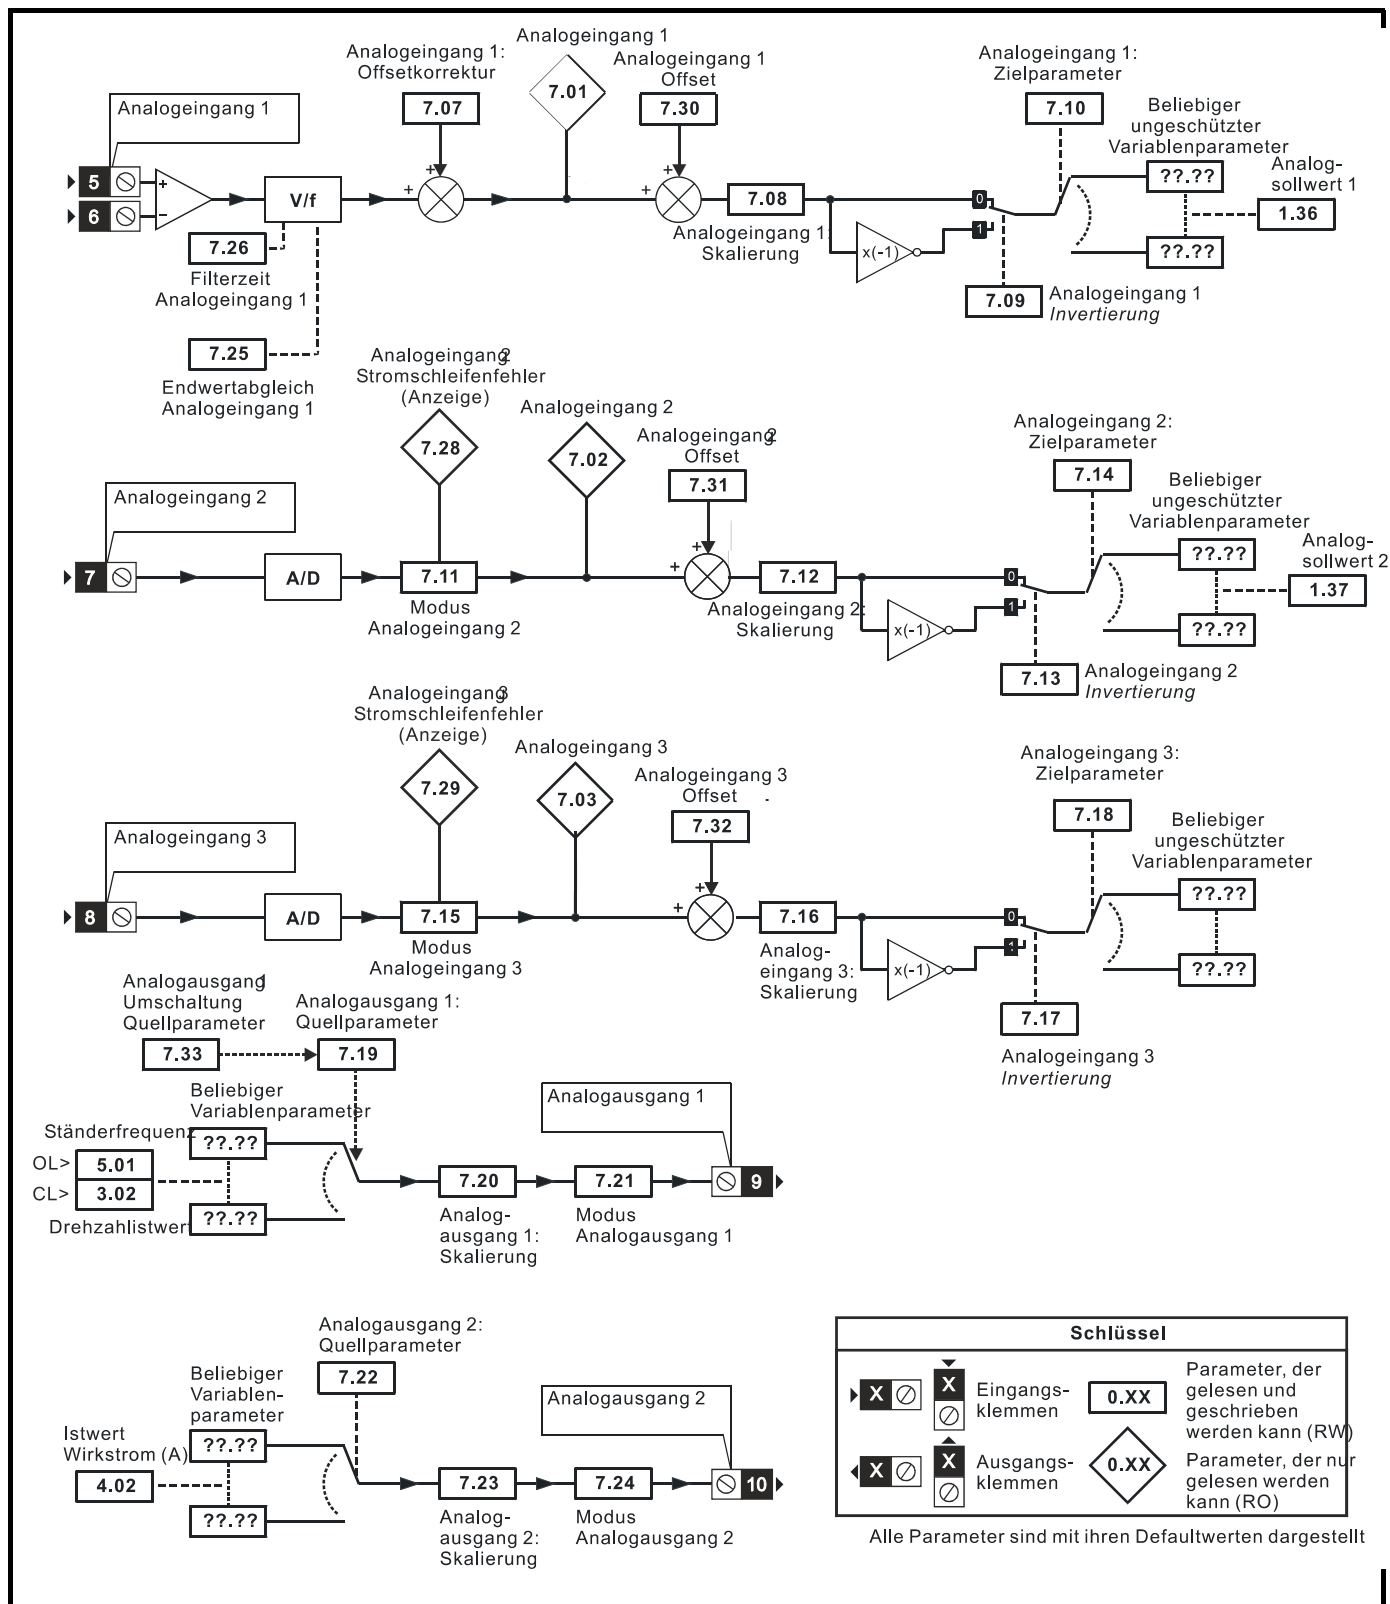 Analogeingang 1:
Offsetkorrektur
7.07
Analogeingang 1
7.01
Analogeingang 1
Offset
7.30
Analogeingang 1:
Zielparameter
7.10
Beliebiger
ungeschützter
Variablenparameter
??.??
??.??
Analog-
sollwert 1
1.36
Analogeingang 1
5
6
+
−
V/f
+
+
+
+
7.08
Analogeingang 1:
Skalierung
x(-1)
0
1
7.09
Analogeingang 1
Invertierung
7.26
Filterzeit
Analogeingang 1
7.25
Endwertabgleich
Analogeingang 1
Analogeingang 2
Stromschleifenfehler
(Anzeige)
7.28
Analogeingang 2
7.02
Analogeingang 2
Offset
7.31
Analogeingang 2:
Zielparameter
7.14
Beliebiger
ungeschützter
Variablenparameter
??.??
??.??
Analog-
sollwert 2
1.37
Analogeingang 2
7
A/D
7.11
Modus
Analogeingang 2
+
+
7.12
Analogeingang 2:
Skalierung
x(-1)
0
1
7.13
Analogeingang 2
Invertierung
Analogeingang 3
Stromschleifenfehler
(Anzeige)
7.29
Analogeingang 3
7.03
Analogeingang 3
Offset
7.32
Analogeingang 3:
Zielparameter
7.18
Beliebiger
ungeschützter
Variablenparameter
??.??
??.??
Analogeingang 3
8
A/D
7.15
Modus
Analogeingang 3
+
+
7.16
Analog-
eingang 3:
Skalierung
x(-1)
0
1
7.17
Analogeingang 3
Invertierung
Analogausgang 1
Umschaltung
Quellparameter
7.33
Analogausgang 1:
Quellparameter
7.19
Beliebiger
Variablenparameter
??.??
??.??
Ständerfrequenz
OL>
5.01
CL>
3.02
Drehzahlistwert
7.20
Analog-
ausgang 1:
Skalierung
7.21
Modus
Analogausgang 1
Analogausgang 1
9
Analogausgang 2:
Quellparameter
7.22
Beliebiger
Variablen-
parameter
??.??
??.??
Istwert
Wirkstrom (A)
4.02
7.23
Analog-
ausgang 2:
Skalierung
7.24
Modus
Analogausgang 2
Analogausgang 2
10
Schlüssel
X
X
Eingangs-
klemmen
0.XX
Parameter, der
gelesen und
geschrieben
werden kann (RW)
X
X
Ausgangs-
klemmen
0.XX
Parameter, der nur
gelesen werden
kann (RO)
Alle Parameter sind mit ihren Defaultwerten dargestellt